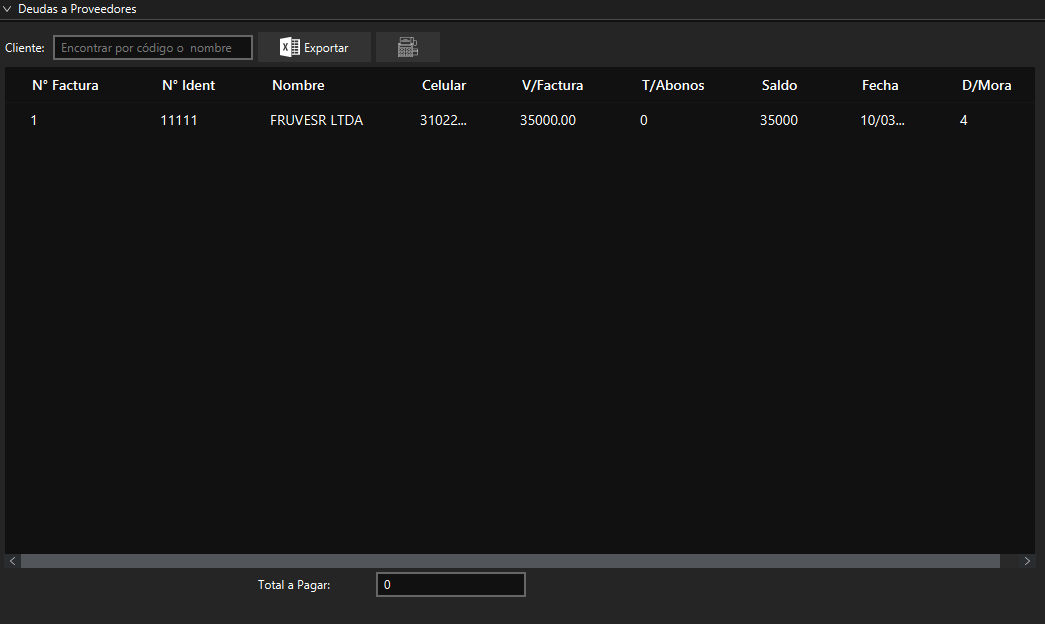 Deudas a Proveedores
Cliente: Encontrar por código o nombre Exportar
N° Factura N° Ident Nombre Celular V/Factura T/Abonos Saldo Fecha D/Mora
1 11111 FRUVESR LTDA 31022... 35000.00 0 35000 10/03... 4
Total a Pagar: 0